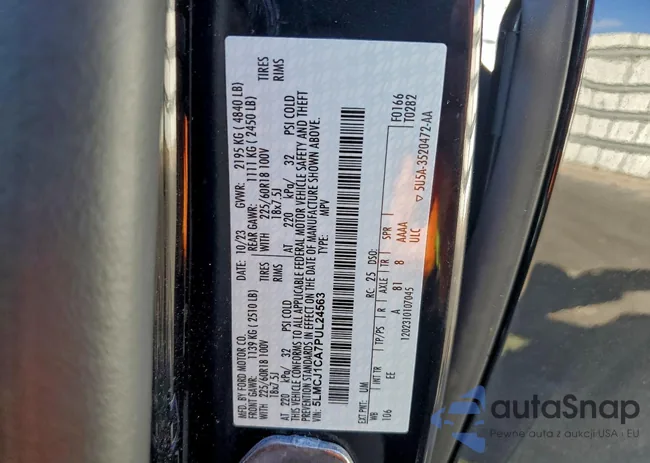 MFD. BY FORD MOTOR CO.
DATE: 10/23 GVWR: 2195 KG ( 4840 LB)
FRONT GAWR: 1139 KG ( 2510 LB) REAR GAWR: 1111 KG ( 2450 LB)
WITH 225/60R18 100V TIRES WITH 225/60R18 100V TIRES
18x7.5J RIMS 18x7.5J RIMS
AT 220 kPa/ 32 PSI COLD AT 220 kPa/ 32 PSI COLD
THIS VEHICLE CONFORMS TO ALL APPLICABLE FEDERAL MOTOR VEHICLE SAFETY AND THEFT
PREVENTION STANDARDS IN EFFECT ON THE DATE OF MANUFACTURE SHOWN ABOVE.
VIN: 5LMCJ1CA7PUL24563 TYPE: MPV
F0166
T0282
EXT.PNT: UM RC: 25 DSO:
WB INT TR TP/PS R AXLE TR SPR
106 EE A 81 8 AAAA
ULC
120231010704S
▽ 5U5A-3520472-AA
autaSnap
Pewne auta z aukcji USA i EU
www.autasnap.com